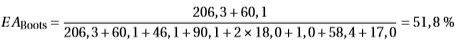 EA_Boots = (206,3+60,1) / (206,3+60,1+46,1+90,1+2×18,0+1,0+58,4+17,0) = 51,8 %